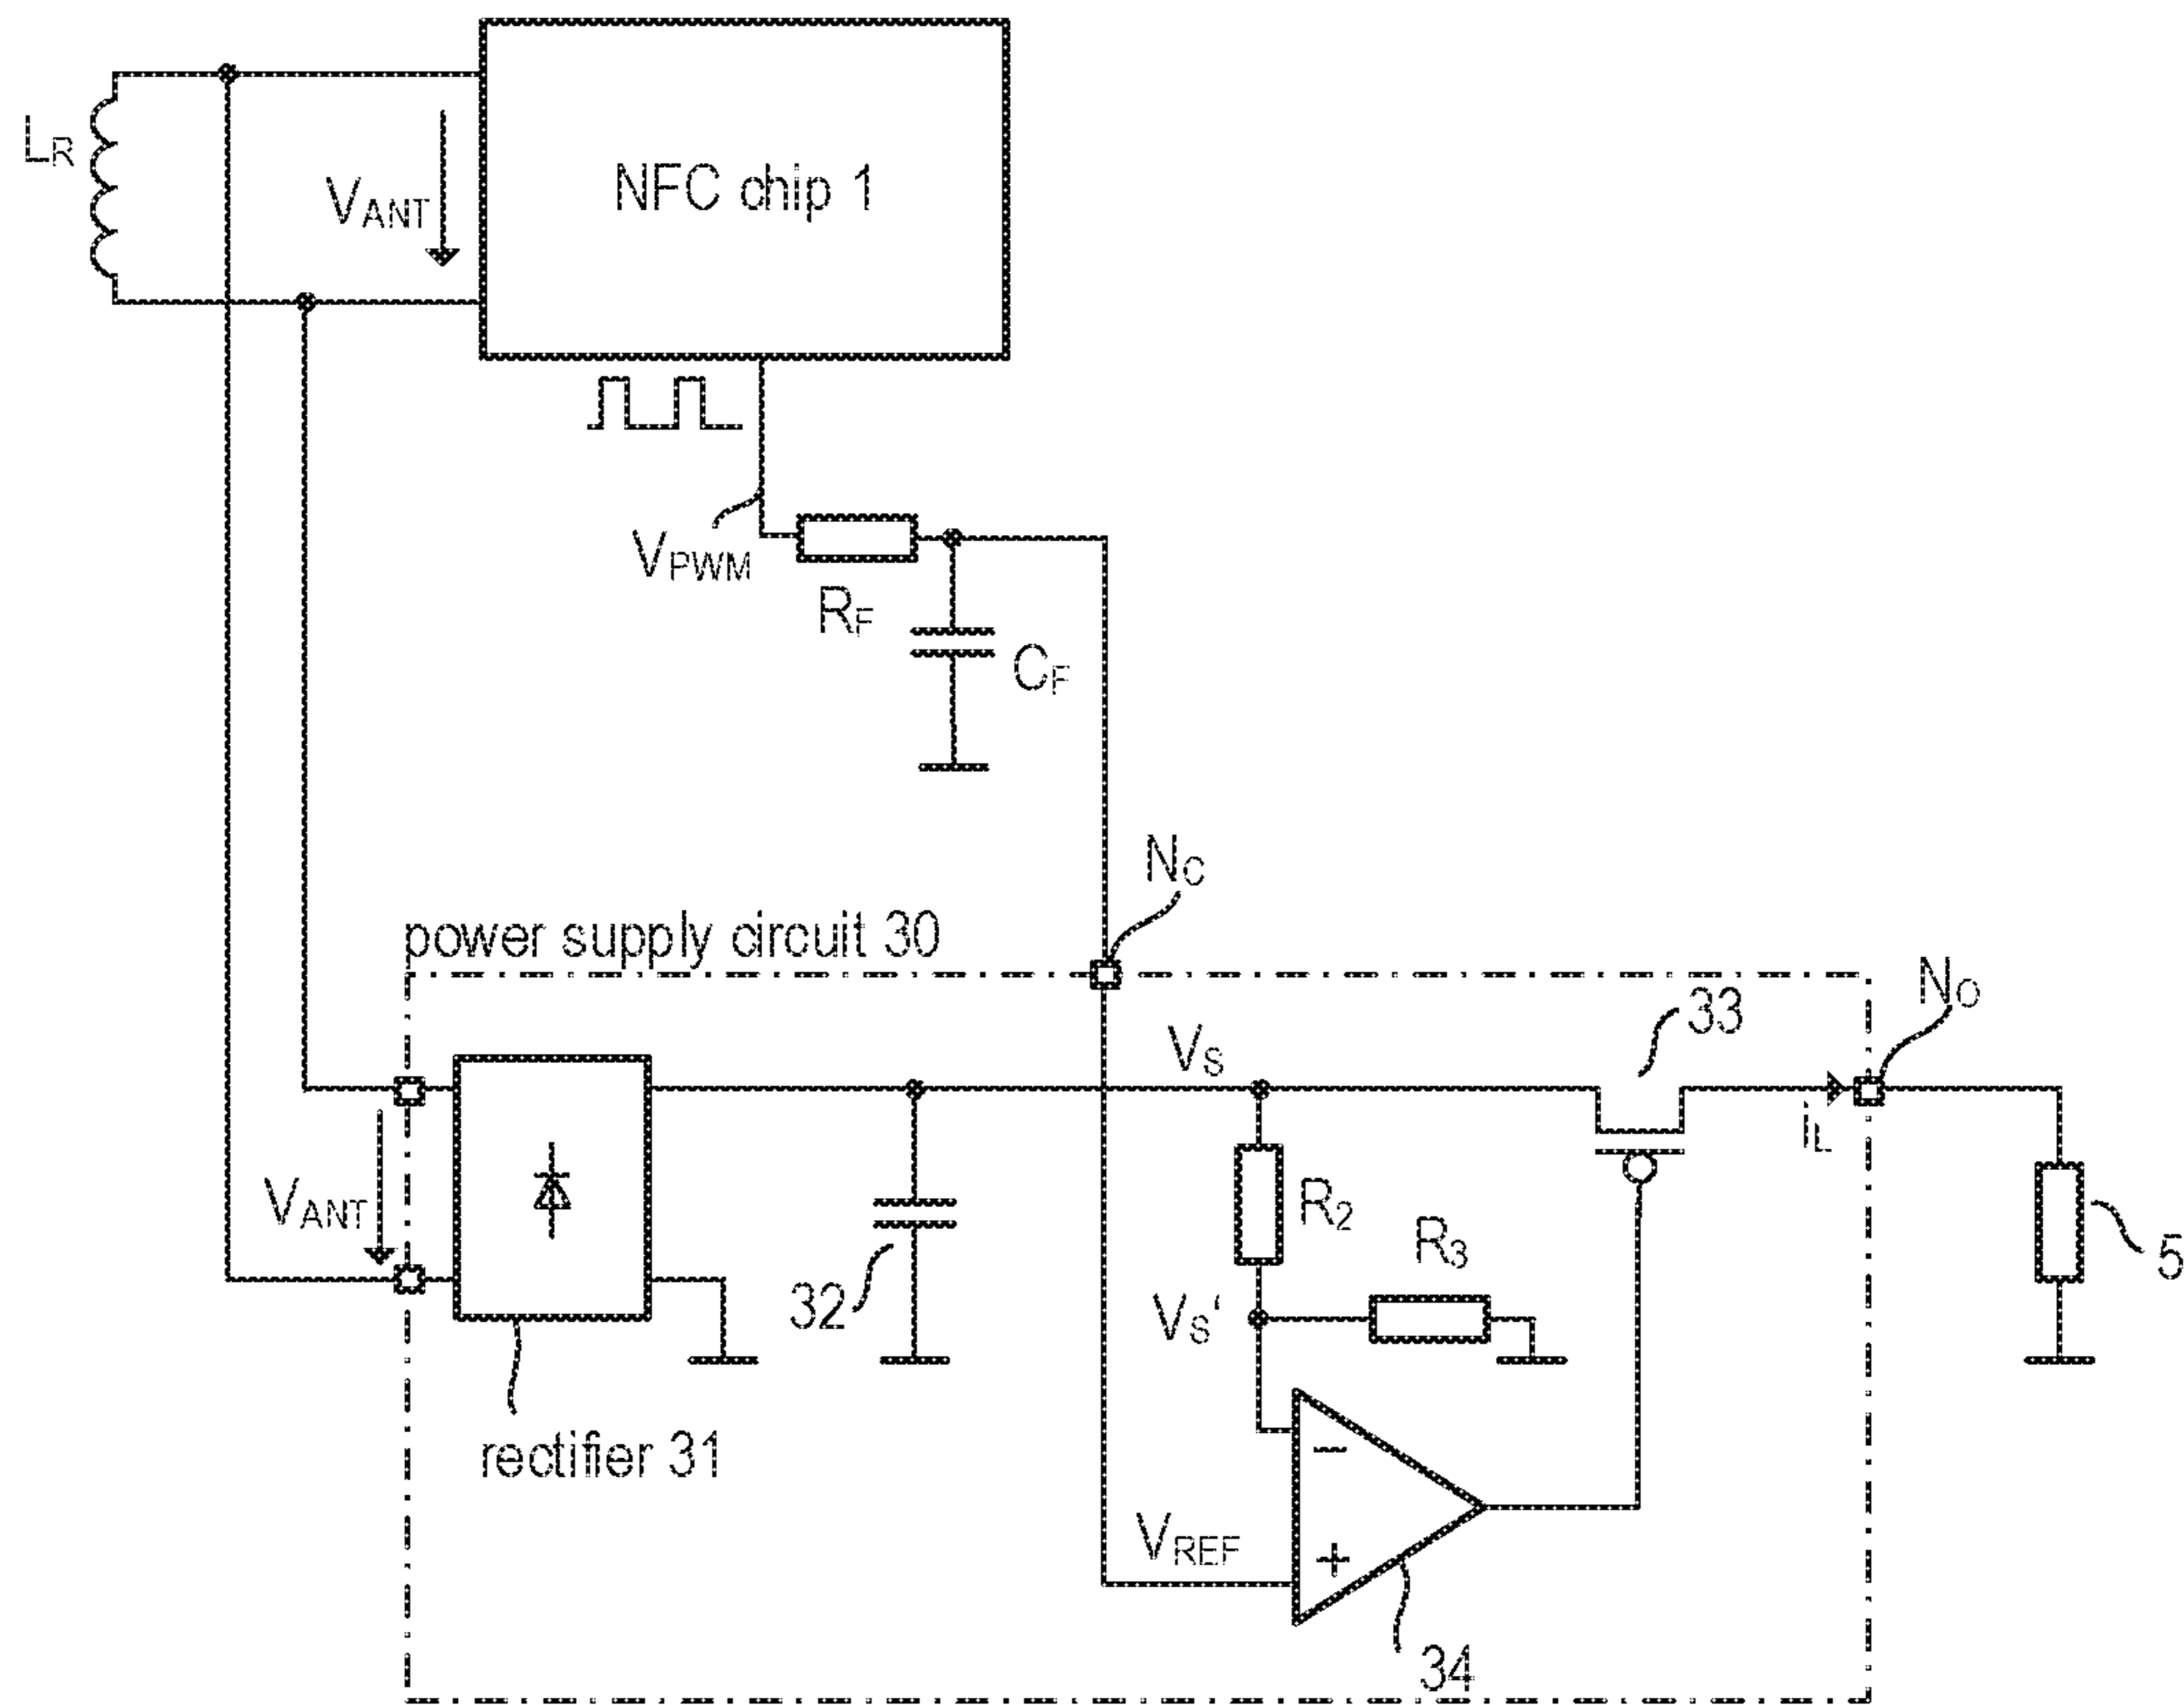 NFC chip 1
LR
VANT
VPWM
RF
CF
NC
power supply circuit 30
NO
33
VS
iL
VANT
R2
R3
5
32
VS'
rectifier 31
VREF
−
+
34